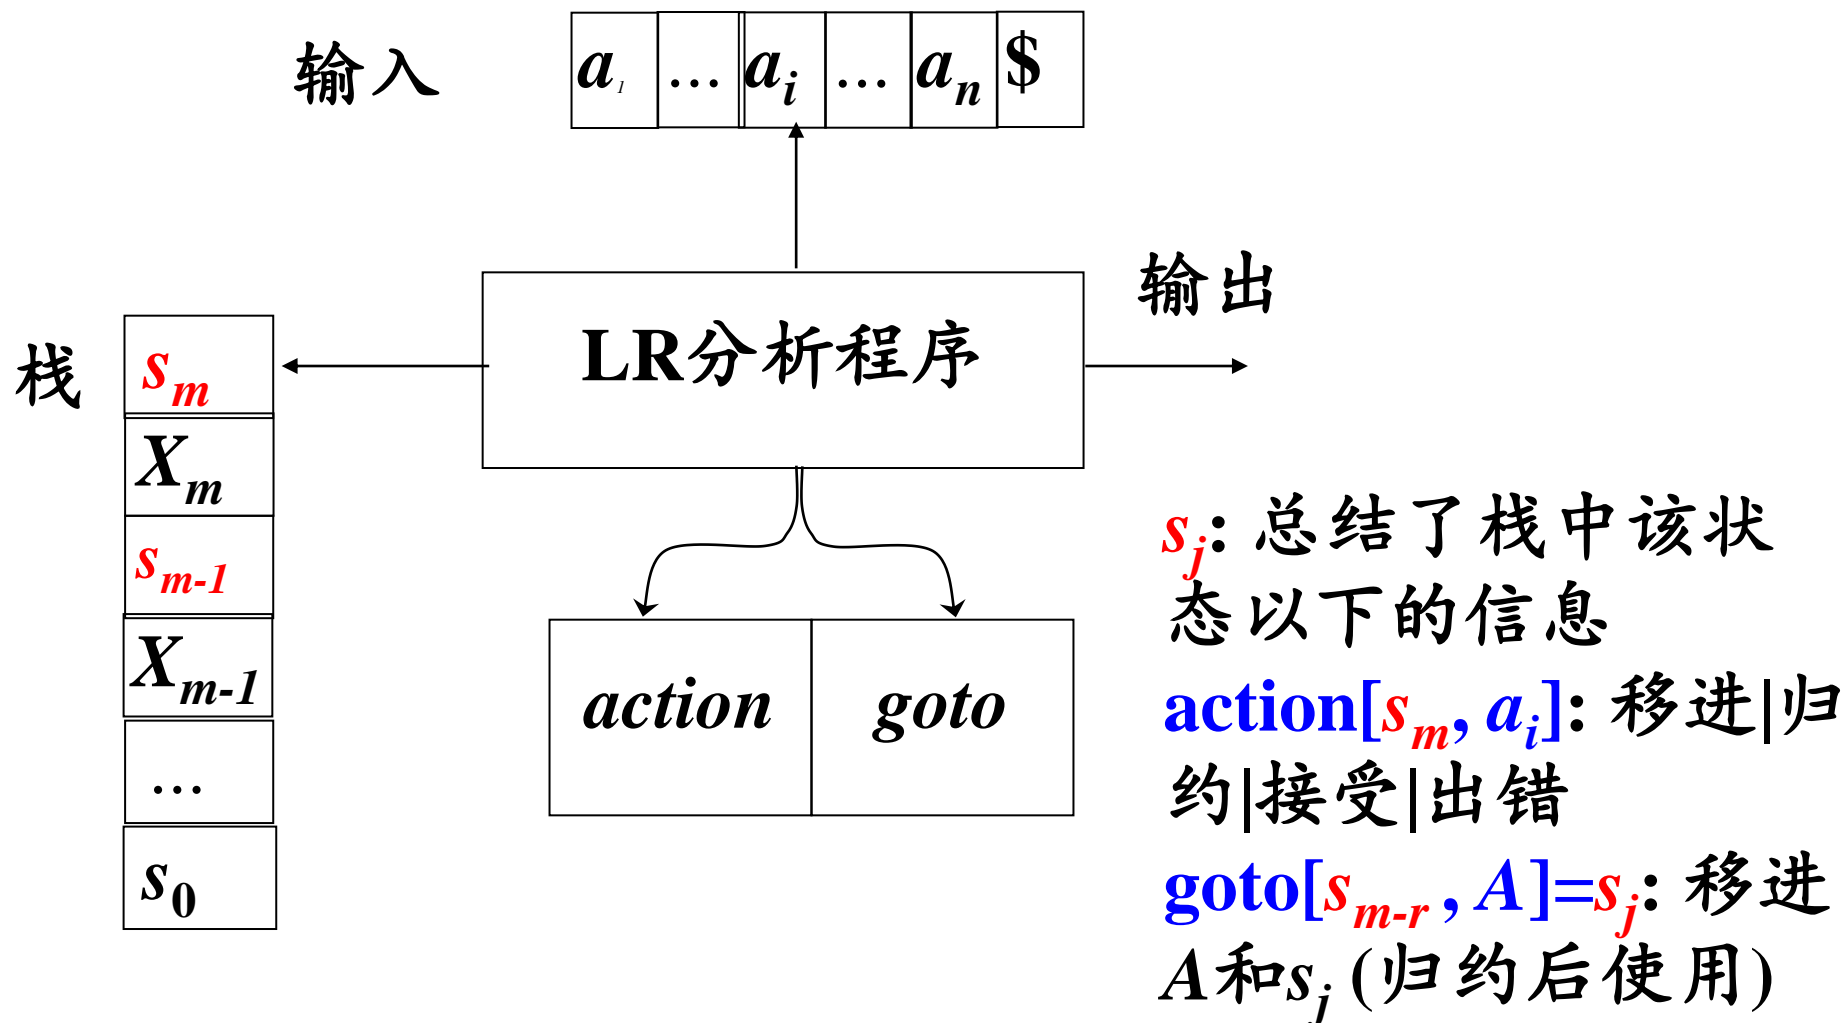 输入
a1 … ai … an $
输出
LR分析程序
栈
sm
Xm
sm-1
Xm-1
…
s0
action goto
sj: 总结了栈中该状
态以下的信息
action[sm, ai]: 移进|归
约|接受|出错
goto[sm-r , A]=sj: 移进
A和sj (归约后使用)